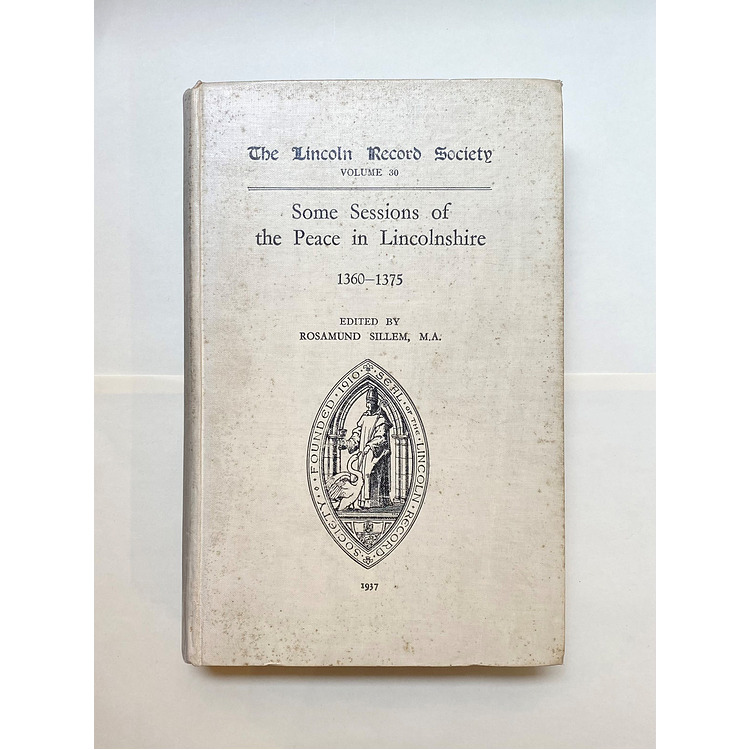 The Lincoln Record Society
VOLUME 30
Some Sessions of
the Peace in Lincolnshire
1360–1375
EDITED BY
ROSAMUND SILLEM, M.A.
SEAL · OF · THE · LINCOLN · RECORD · SOCIETY · FOUNDED · 1910
1937